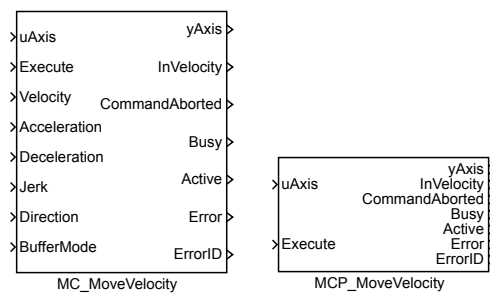 uAxis
Execute
Velocity
Acceleration
Deceleration
Jerk
Direction
BufferMode
yAxis
InVelocity
CommandAborted
Busy
Active
Error
ErrorID
MC_MoveVelocity
uAxis
Execute
yAxis
InVelocity
CommandAborted
Busy
Active
Error
ErrorID
MCP_MoveVelocity